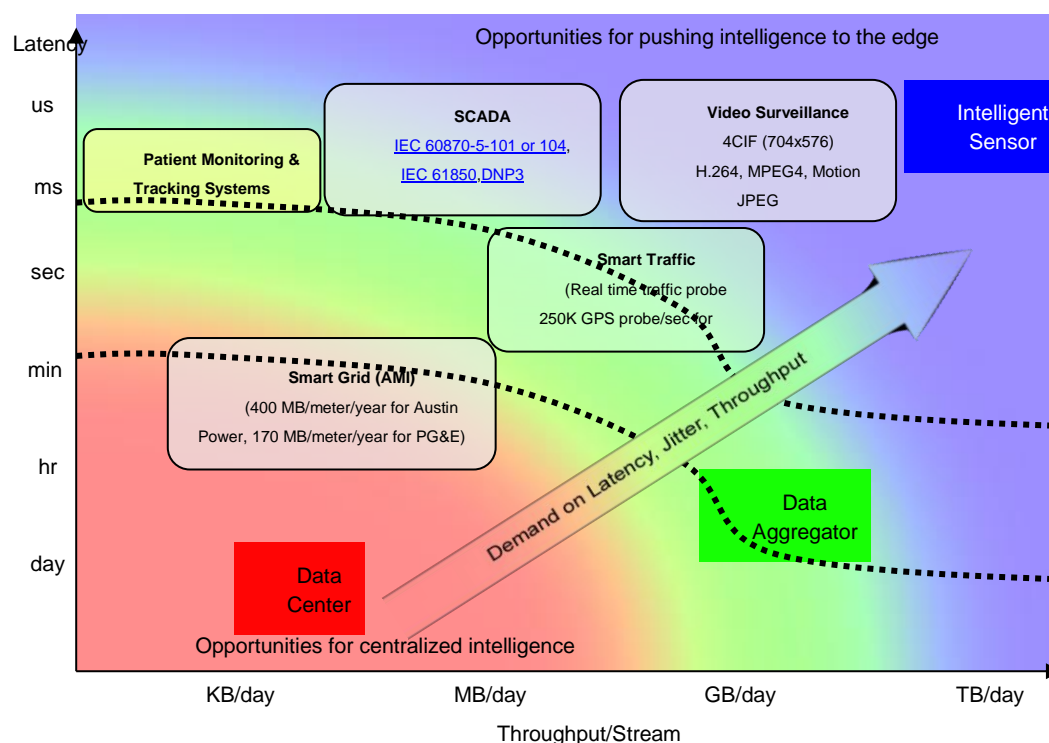 Latency
Opportunities for pushing intelligence to the edge
us
SCADA
IEC 60870-5-101 or 104,
IEC 61850,DNP3
Video Surveillance
4CIF (704x576)
H.264, MPEG4, Motion
JPEG
Intelligent
Sensor
Patient Monitoring &
Tracking Systems
ms
sec
Smart Traffic
(Real time traffic probe
250K GPS probe/sec for
min
Smart Grid (AMI)
(400 MB/meter/year for Austin
Power, 170 MB/meter/year for PG&E)
Demand on Latency, Jitter, Throughput
hr
Data
Aggregator
day
Data
Center
Opportunities for centralized intelligence
KB/day
MB/day
GB/day
TB/day
Throughput/Stream